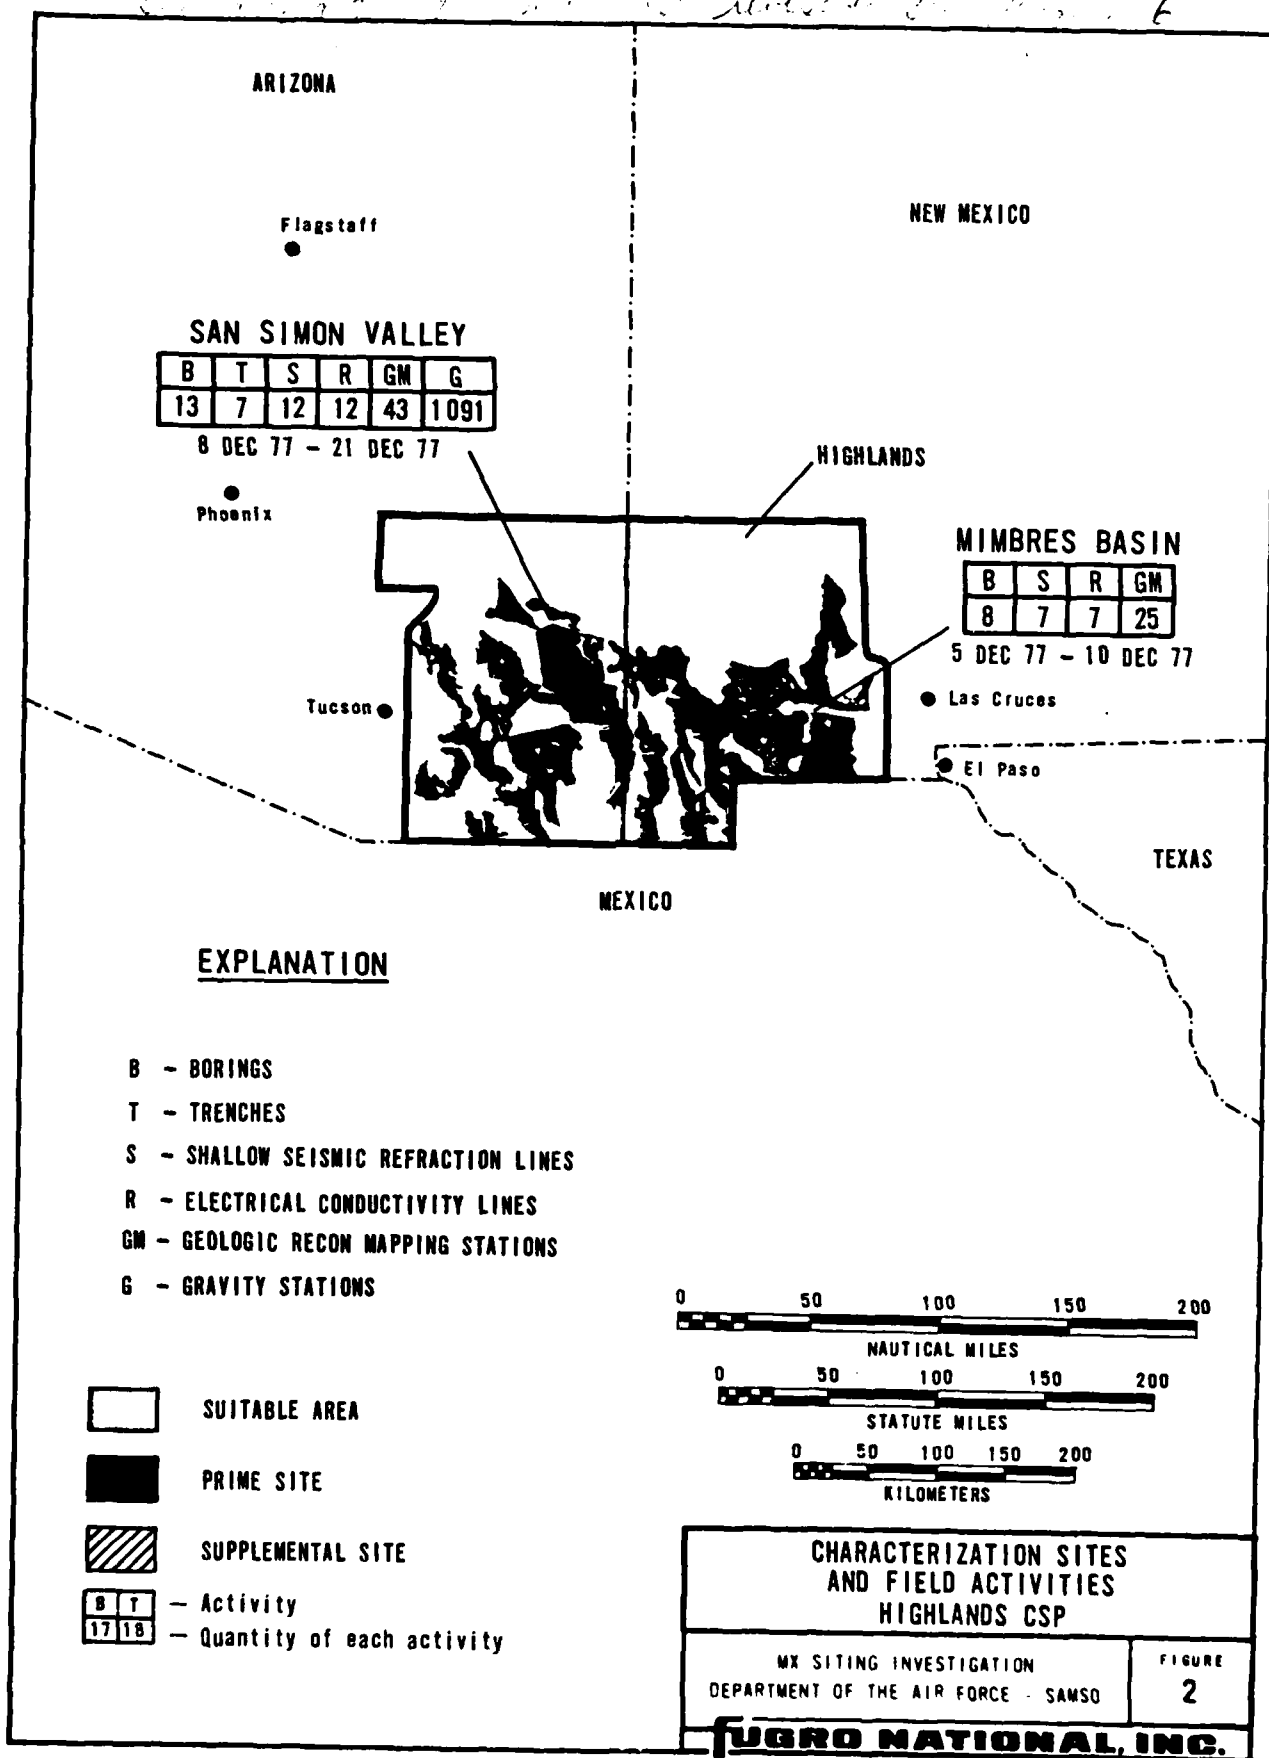 ARIZONA
Flagstaff
NEW MEXICO
SAN SIMON VALLEY
B T S R GM G
13 7 12 12 43 1091
8 DEC 77 - 21 DEC 77
Phoenix
HIGHLANDS
MIMBRES BASIN
B S R GM
8 7 7 25
5 DEC 77 - 10 DEC 77
Tucson
Las Cruces
El Paso
TEXAS
MEXICO
EXPLANATION
B - BORINGS
T - TRENCHES
S - SHALLOW SEISMIC REFRACTION LINES
R - ELECTRICAL CONDUCTIVITY LINES
GM - GEOLOGIC RECON MAPPING STATIONS
G - GRAVITY STATIONS
0 50 100 150 200
NAUTICAL MILES
0 50 100 150 200
STATUTE MILES
0 50 100 150 200
KILOMETERS
SUITABLE AREA
PRIME SITE
SUPPLEMENTAL SITE
B T - Activity
17 18 - Quantity of each activity
CHARACTERIZATION SITES
AND FIELD ACTIVITIES
HIGHLANDS CSP
MX SITING INVESTIGATION
DEPARTMENT OF THE AIR FORCE - SAMSO
FIGURE
2
FUGRO NATIONAL, INC.